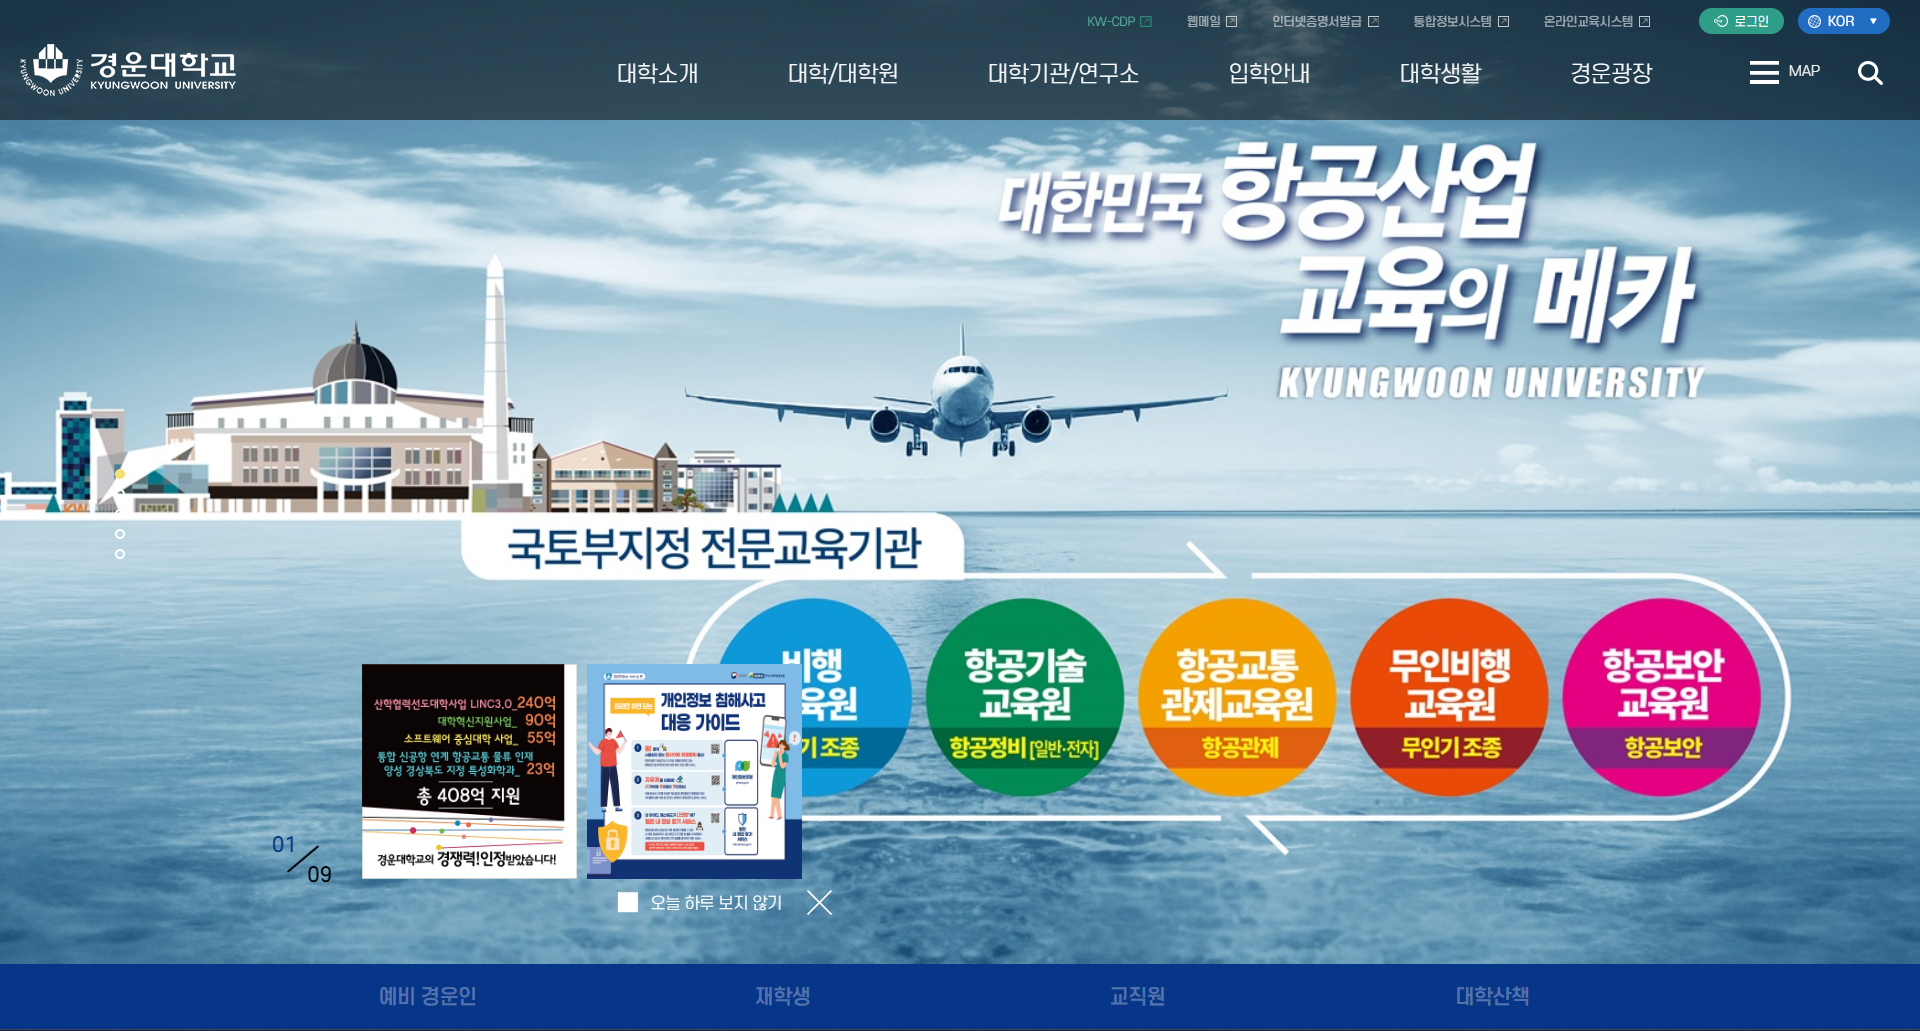 KW-CDP
웹메일
인터넷증명서발급
통합정보시스템
온라인교육시스템
로그인
KOR
경운대학교
KYUNGWOON UNIVERSITY
대학소개
대학/대학원
대학기관/연구소
입학안내
대학생활
경운광장
MAP
대한민국 항공산업
교육의 메카
KYUNGWOON UNIVERSITY
KW
국토부지정 전문교육기관
비행
육원
기 조종
항공기술
교육원
항공정비 [일반·전자]
항공교통
관제교육원
항공관제
무인비행
교육원
무인기 조종
항공보안
교육원
항공보안
산학협력선도대학사업 LINC3.0_240억
대학혁신지원사업_ 90억
소프트웨어 중심대학 사업_ 55억
통합 신공항 연계 항공교통 물류 인재
양성 경상북도 지정 특성화학과_ 23억
총 408억 지원
경운대학교의 경쟁력!인정받았습니다!
개인정보 침해사고
대응 가이드
01
09
오늘 하루 보지 않기
예비 경운인
재학생
교직원
대학산책